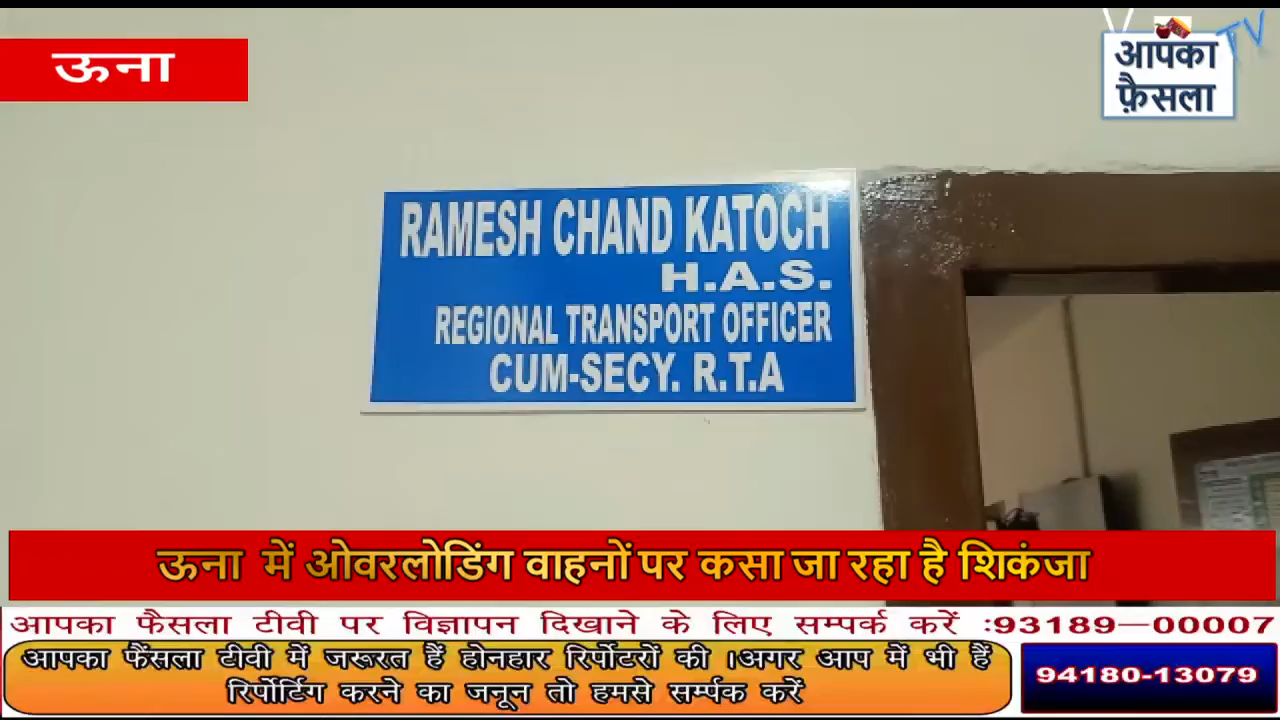 ऊना
आपका
फ़ैसला
TV
RAMESH CHAND KATOCH
H.A.S.
REGIONAL TRANSPORT OFFICER
CUM-SECY. R.T.A
ऊना में ओवरलोडिंग वाहनों पर कसा जा रहा है शिकंजा
आपका फैसला टीवी पर विज्ञापन दिखाने के लिए सम्पर्क करें :93189—00007
आपका फैंसला टीवी में जरूरत हैं होनहार रिर्पोटरों की ।अगर आप में भी हैं
रिर्पोर्टिग करने का जनून तो हमसे सर्म्पक करें
94180-13079